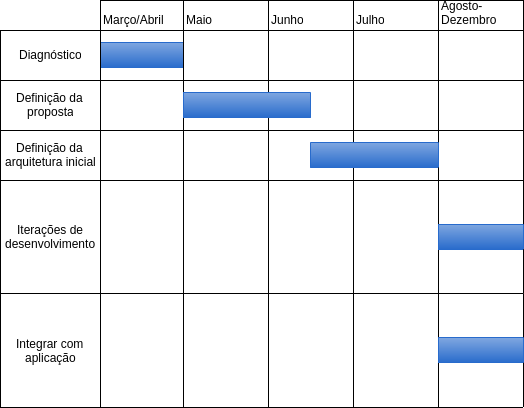 Março/Abril
Maio
Junho
Julho
Agosto-
Dezembro
Diagnóstico
Definição da
proposta
Definição da
arquitetura inicial
Iterações de
desenvolvimento
Integrar com
aplicação